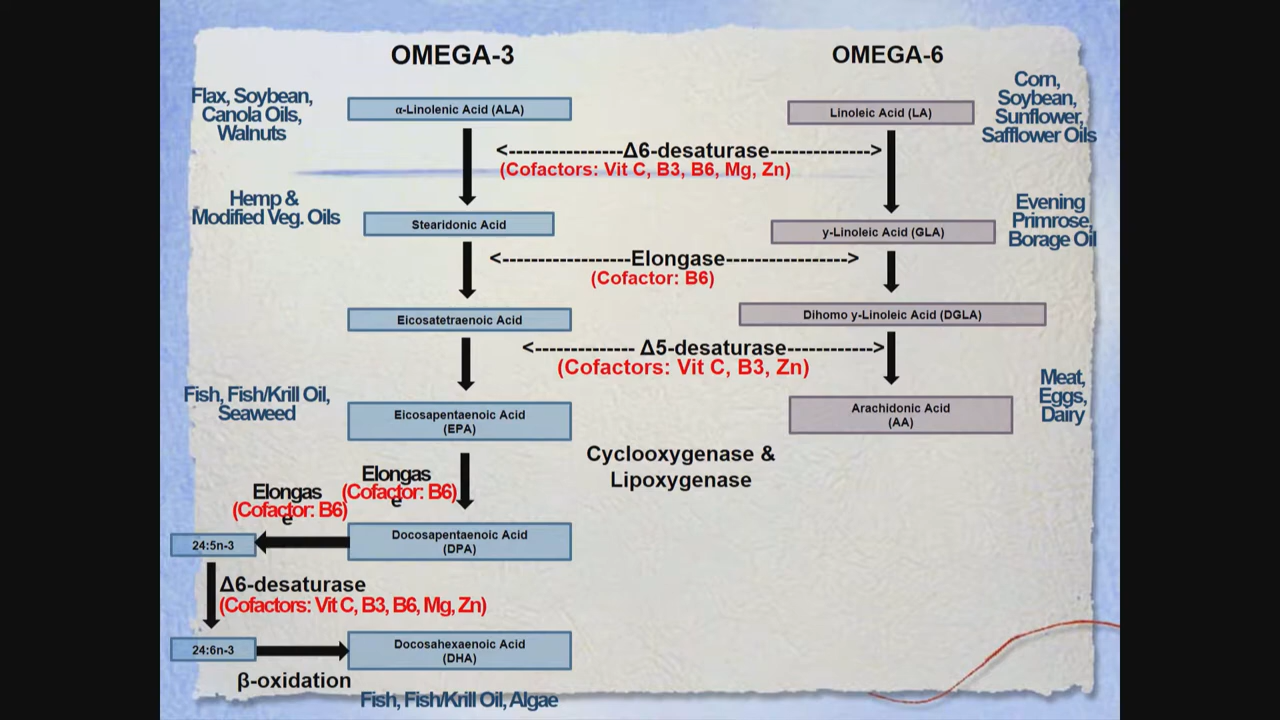 OMEGA-3
OMEGA-6
Flax, Soybean,
Canola Oils,
Walnuts
α-Linolenic Acid (ALA)
Linoleic Acid (LA)
Corn,
Soybean,
Sunflower,
Safflower Oils
<-----------------Δ6-desaturase-------------->
(Cofactors: Vit C, B3, B6, Mg, Zn)
Hemp &
Modified Veg. Oils
Stearidonic Acid
y-Linoleic Acid (GLA)
Evening
Primrose,
Borage Oil
<-------------------Elongase------------------>
(Cofactor: B6)
Eicosatetraenoic Acid
Dihomo y-Linoleic Acid (DGLA)
<---------------- Δ5-desaturase------------->
(Cofactors: Vit C, B3, Zn)
Fish, Fish/Krill Oil,
Seaweed
Eicosapentaenoic Acid
(EPA)
Arachidonic Acid
(AA)
Meat,
Eggs,
Dairy
Cyclooxygenase &
Lipoxygenase
Elongas
e
(Cofactor: B6)
Elongas
e
(Cofactor: B6)
24:5n-3
Docosapentaenoic Acid
(DPA)
Δ6-desaturase
(Cofactors: Vit C, B3, B6, Mg, Zn)
24:6n-3
Docosahexaenoic Acid
(DHA)
β-oxidation
Fish, Fish/Krill Oil, Algae